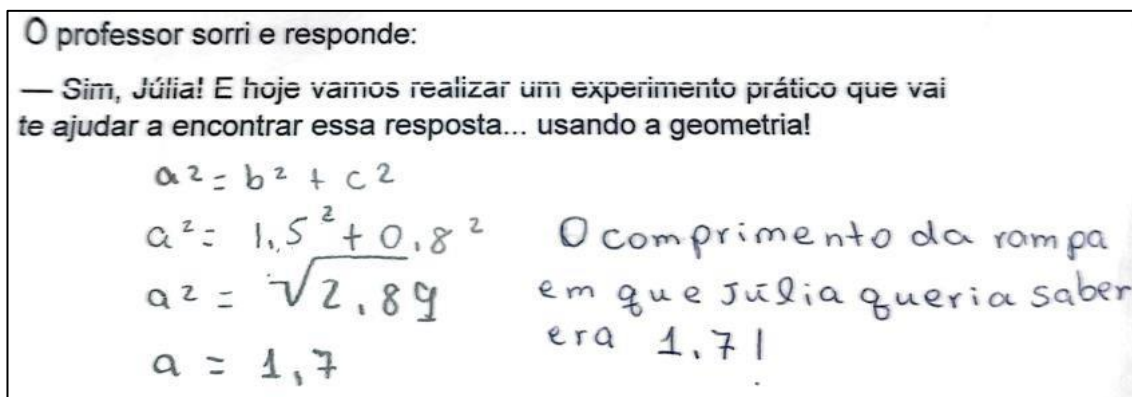 O professor sorri e responde:
— Sim, Júlia! E hoje vamos realizar um experimento prático que vai
te ajudar a encontrar essa resposta... usando a geometria!
a² = b² + c²
a² = 1,5² + 0,8²
a² = √2,89
a = 1,7
O comprimento da rampa
em que Júlia queria saber
era 1,7!